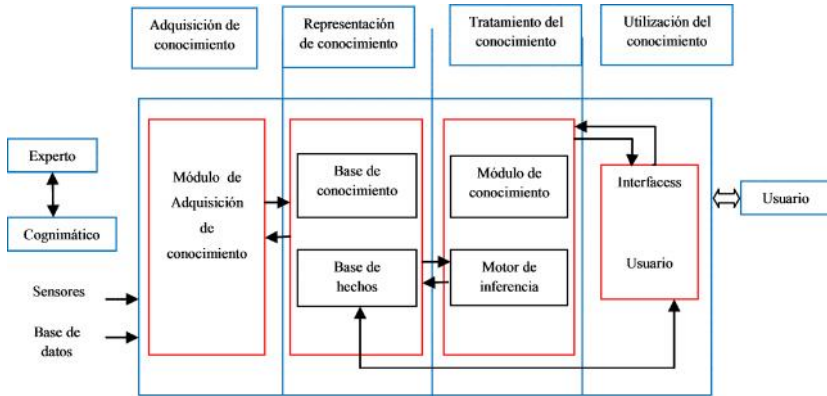 Adquisición de
conocimiento
Representación
de conocimiento
Tratamiento del
conocimiento
Utilización del
conocimiento
Experto
Cognimático
Sensores
Base de
datos
Módulo de
Adquisición
de
conocimiento
Base de
conocimiento
Base de
hechos
Módulo de
conocimiento
Motor de
inferencia
Interfacess
Usuario
Usuario